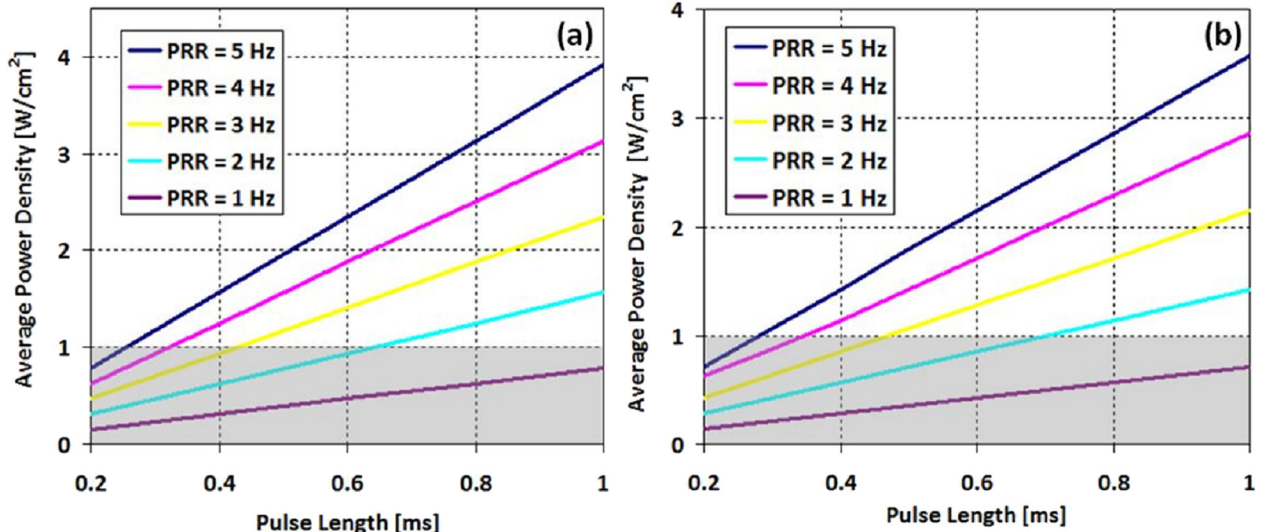 (a)
PRR = 5 Hz
PRR = 4 Hz
PRR = 3 Hz
PRR = 2 Hz
PRR = 1 Hz
Average Power Density [W/cm²]
4
3
2
1
0
0.2 0.4 0.6 0.8 1
Pulse Length [ms]
(b)
PRR = 5 Hz
PRR = 4 Hz
PRR = 3 Hz
PRR = 2 Hz
PRR = 1 Hz
Average Power Density [W/cm²]
4
3
2
1
0
0.2 0.4 0.6 0.8 1
Pulse Length [ms]